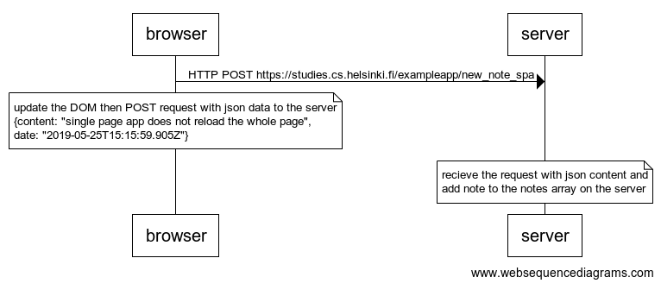 browser
server
HTTP POST https://studies.cs.helsinki.fi/exampleapp/new_note_spa
update the DOM then POST request with json data to the server
{content: "single page app does not reload the whole page",
date: "2019-05-25T15:15:59.905Z"}
recieve the request with json content and
add note to the notes array on the server
browser
server
www.websequencediagrams.com